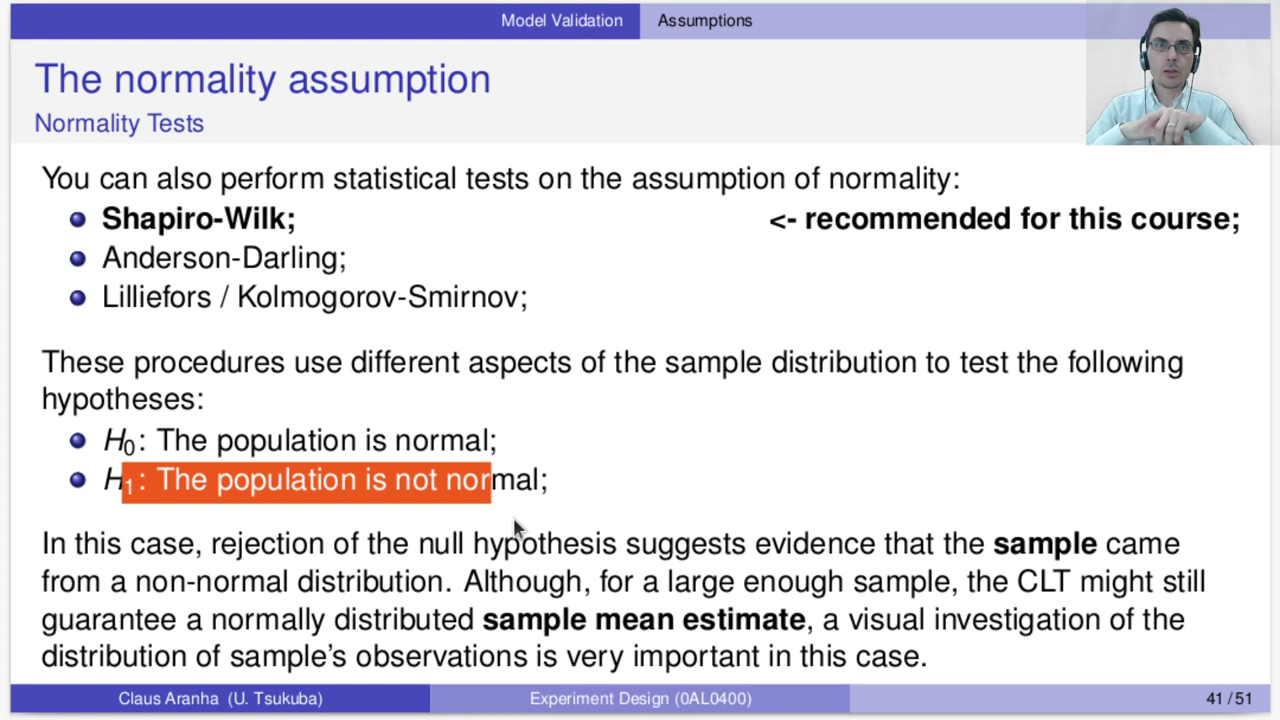 Model Validation Assumptions
The normality assumption
Normality Tests
You can also perform statistical tests on the assumption of normality:
Shapiro-Wilk; <- recommended for this course;
Anderson-Darling;
Lilliefors / Kolmogorov-Smirnov;
These procedures use different aspects of the sample distribution to test the following
hypotheses:
H0: The population is normal;
H1: The population is not normal;
In this case, rejection of the null hypothesis suggests evidence that the sample came
from a non-normal distribution. Although, for a large enough sample, the CLT might still
guarantee a normally distributed sample mean estimate, a visual investigation of the
distribution of sample's observations is very important in this case.
Claus Aranha (U. Tsukuba) Experiment Design (0AL0400) 41 / 51